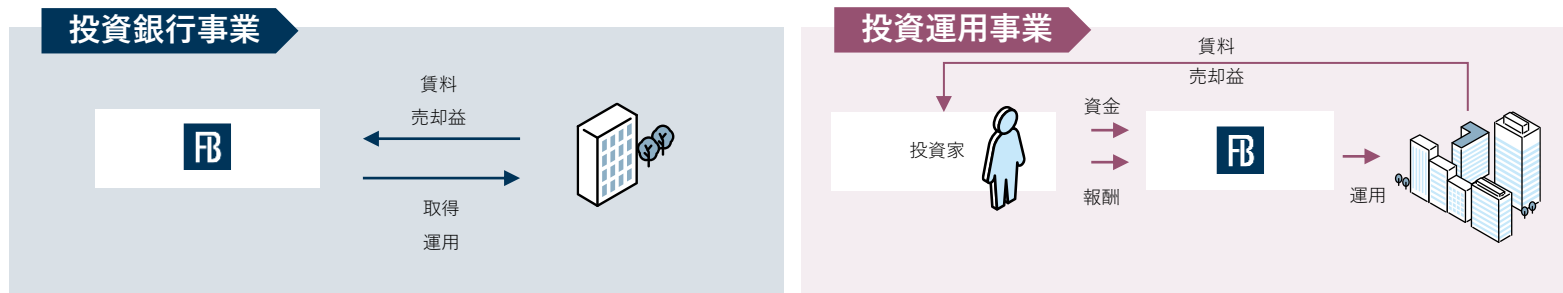 投資銀行事業
賃料
売却益
FB
取得
運用
投資運用事業
賃料
売却益
投資家
資金
報酬
FB
運用